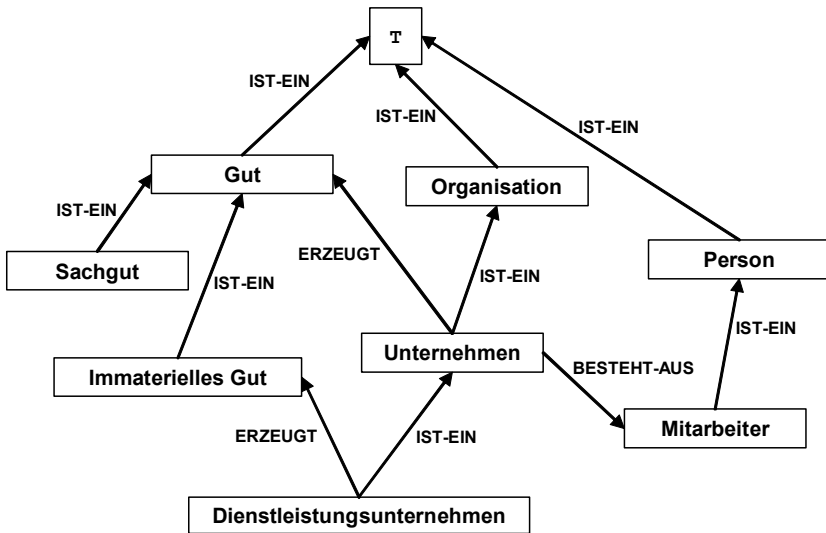 T
IST-EIN
IST-EIN
IST-EIN
Gut
Organisation
IST-EIN
ERZEUGT
Person
Sachgut
IST-EIN
IST-EIN
IST-EIN
Unternehmen
BESTEHT-AUS
Immaterielles Gut
Mitarbeiter
ERZEUGT
IST-EIN
Dienstleistungsunternehmen